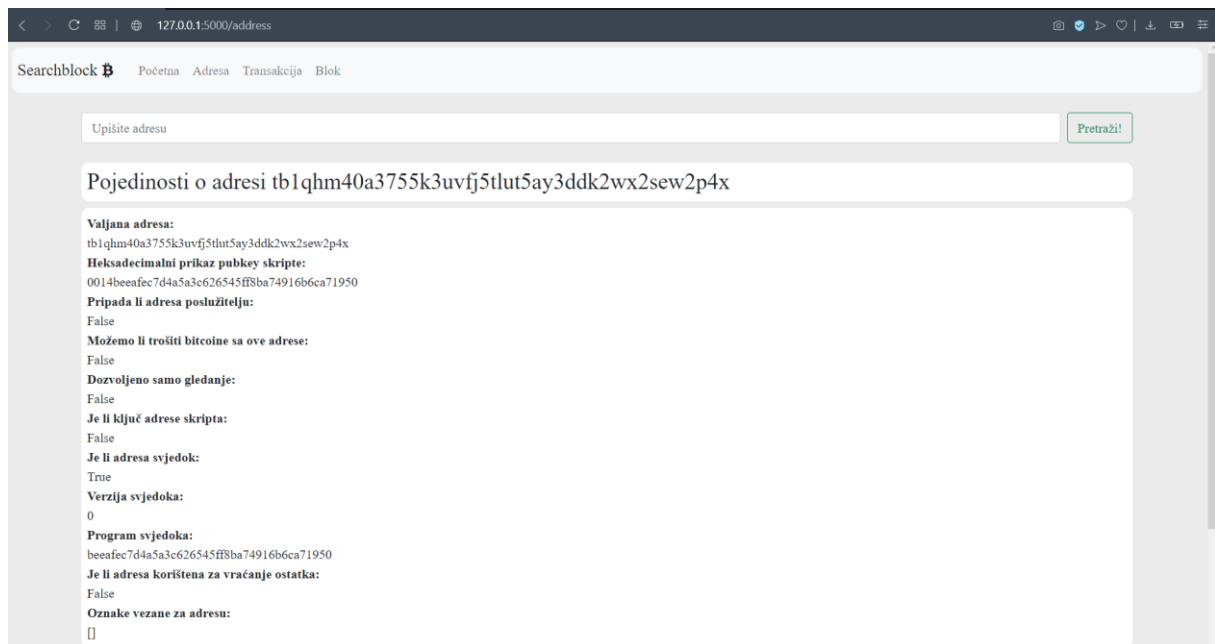 127.0.0.1:5000/address
Searchblock Početna Adresa Transakcija Blok
Upišite adresu Pretraži!
Pojedinosti o adresi tb1qhm40a3755k3uvfj5tlut5ay3ddk2wx2sew2p4x
Valjana adresa:
tb1qhm40a3755k3uvfj5tlut5ay3ddk2wx2sew2p4x
Heksadecimalni prikaz pubkey skripte:
0014beeafec7d4a5a3c626545ff8ba74916b6ca71950
Pripada li adresa poslužitelju:
False
Možemo li trošiti bitcoine sa ove adrese:
False
Dozvoljeno samo gledanje:
False
Je li ključ adrese skripta:
False
Je li adresa svjedok:
True
Verzija svjedoka:
0
Program svjedoka:
beeafec7d4a5a3c626545ff8ba74916b6ca71950
Je li adresa korištena za vraćanje ostatka:
False
Oznake vezane za adresu:
[]